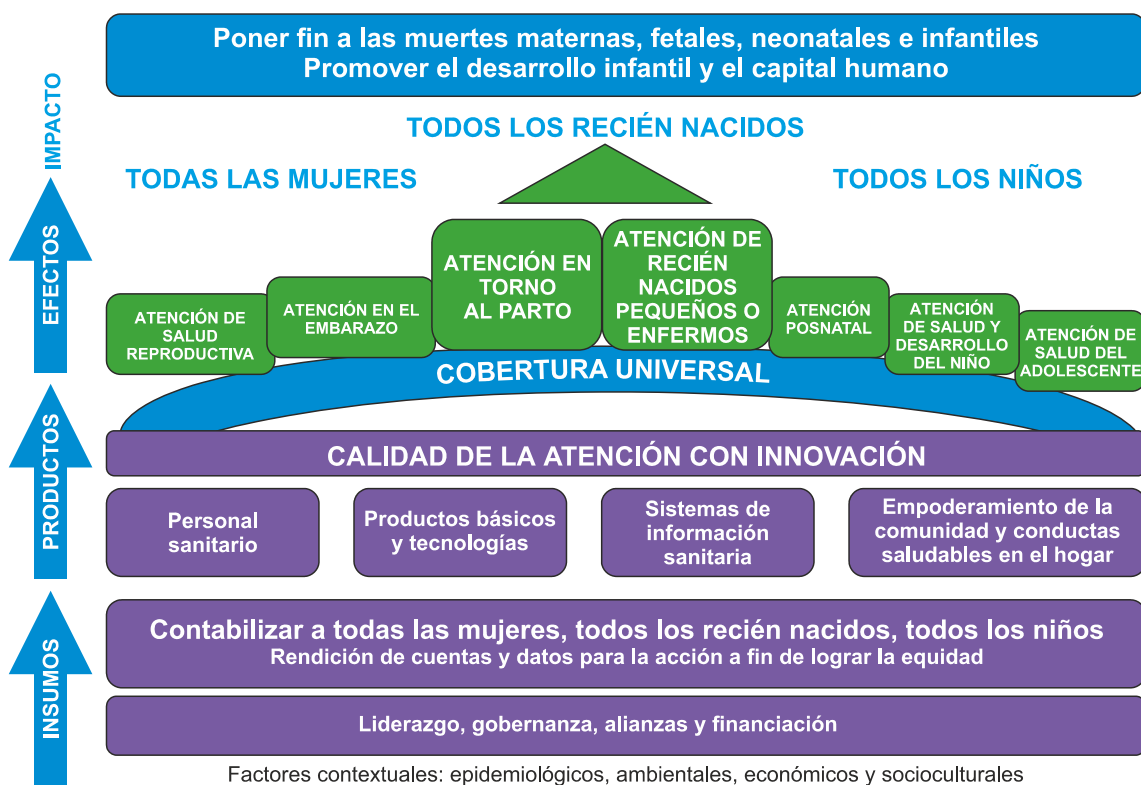 Poner fin a las muertes maternas, fetales, neonatales e infantiles
Promover el desarrollo infantil y el capital humano
IMPACTO
TODOS LOS RECIÉN NACIDOS
TODAS LAS MUJERES
TODOS LOS NIÑOS
EFECTOS
ATENCIÓN DE
SALUD
REPRODUCTIVA
ATENCIÓN EN EL
EMBARAZO
ATENCIÓN EN
TORNO
AL PARTO
ATENCIÓN DE
RECIÉN
NACIDOS
PEQUEÑOS O
ENFERMOS
ATENCIÓN
POSNATAL
ATENCIÓN
DE SALUD Y
DESARROLLO
DEL NIÑO
ATENCIÓN DE
SALUD DEL
ADOLESCENTE
COBERTURA UNIVERSAL
PRODUCTOS
CALIDAD DE LA ATENCIÓN CON INNOVACIÓN
Personal
sanitario
Productos básicos
y tecnologías
Sistemas de
información
sanitaria
Empoderamiento de la
comunidad y conductas
saludables en el hogar
INSUMOS
Contabilizar a todas las mujeres, todos los recién nacidos, todos los niños
Rendición de cuentas y datos para la acción a fin de lograr la equidad
Liderazgo, gobernanza, alianzas y financiación
Factores contextuales: epidemiológicos, ambientales, económicos y socioculturales